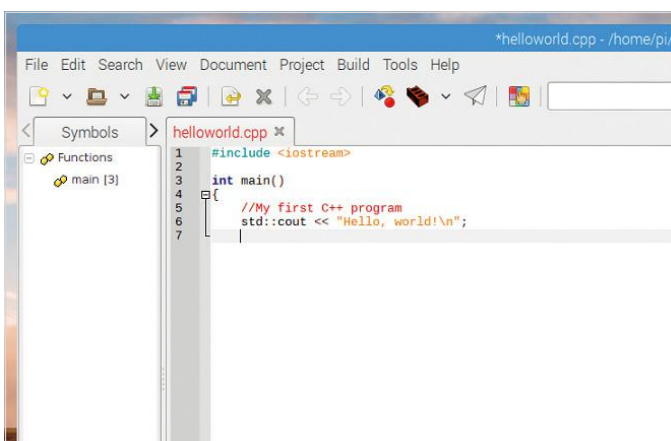 *helloworld.cpp - /home/pi/
File Edit Search View Document Project Build Tools Help
Symbols
helloworld.cpp
Functions
main [3]
1 #include <iostream>
2
3 int main()
4 {
5 //My first C++ program
6 std::cout << "Hello, world!\n";
7